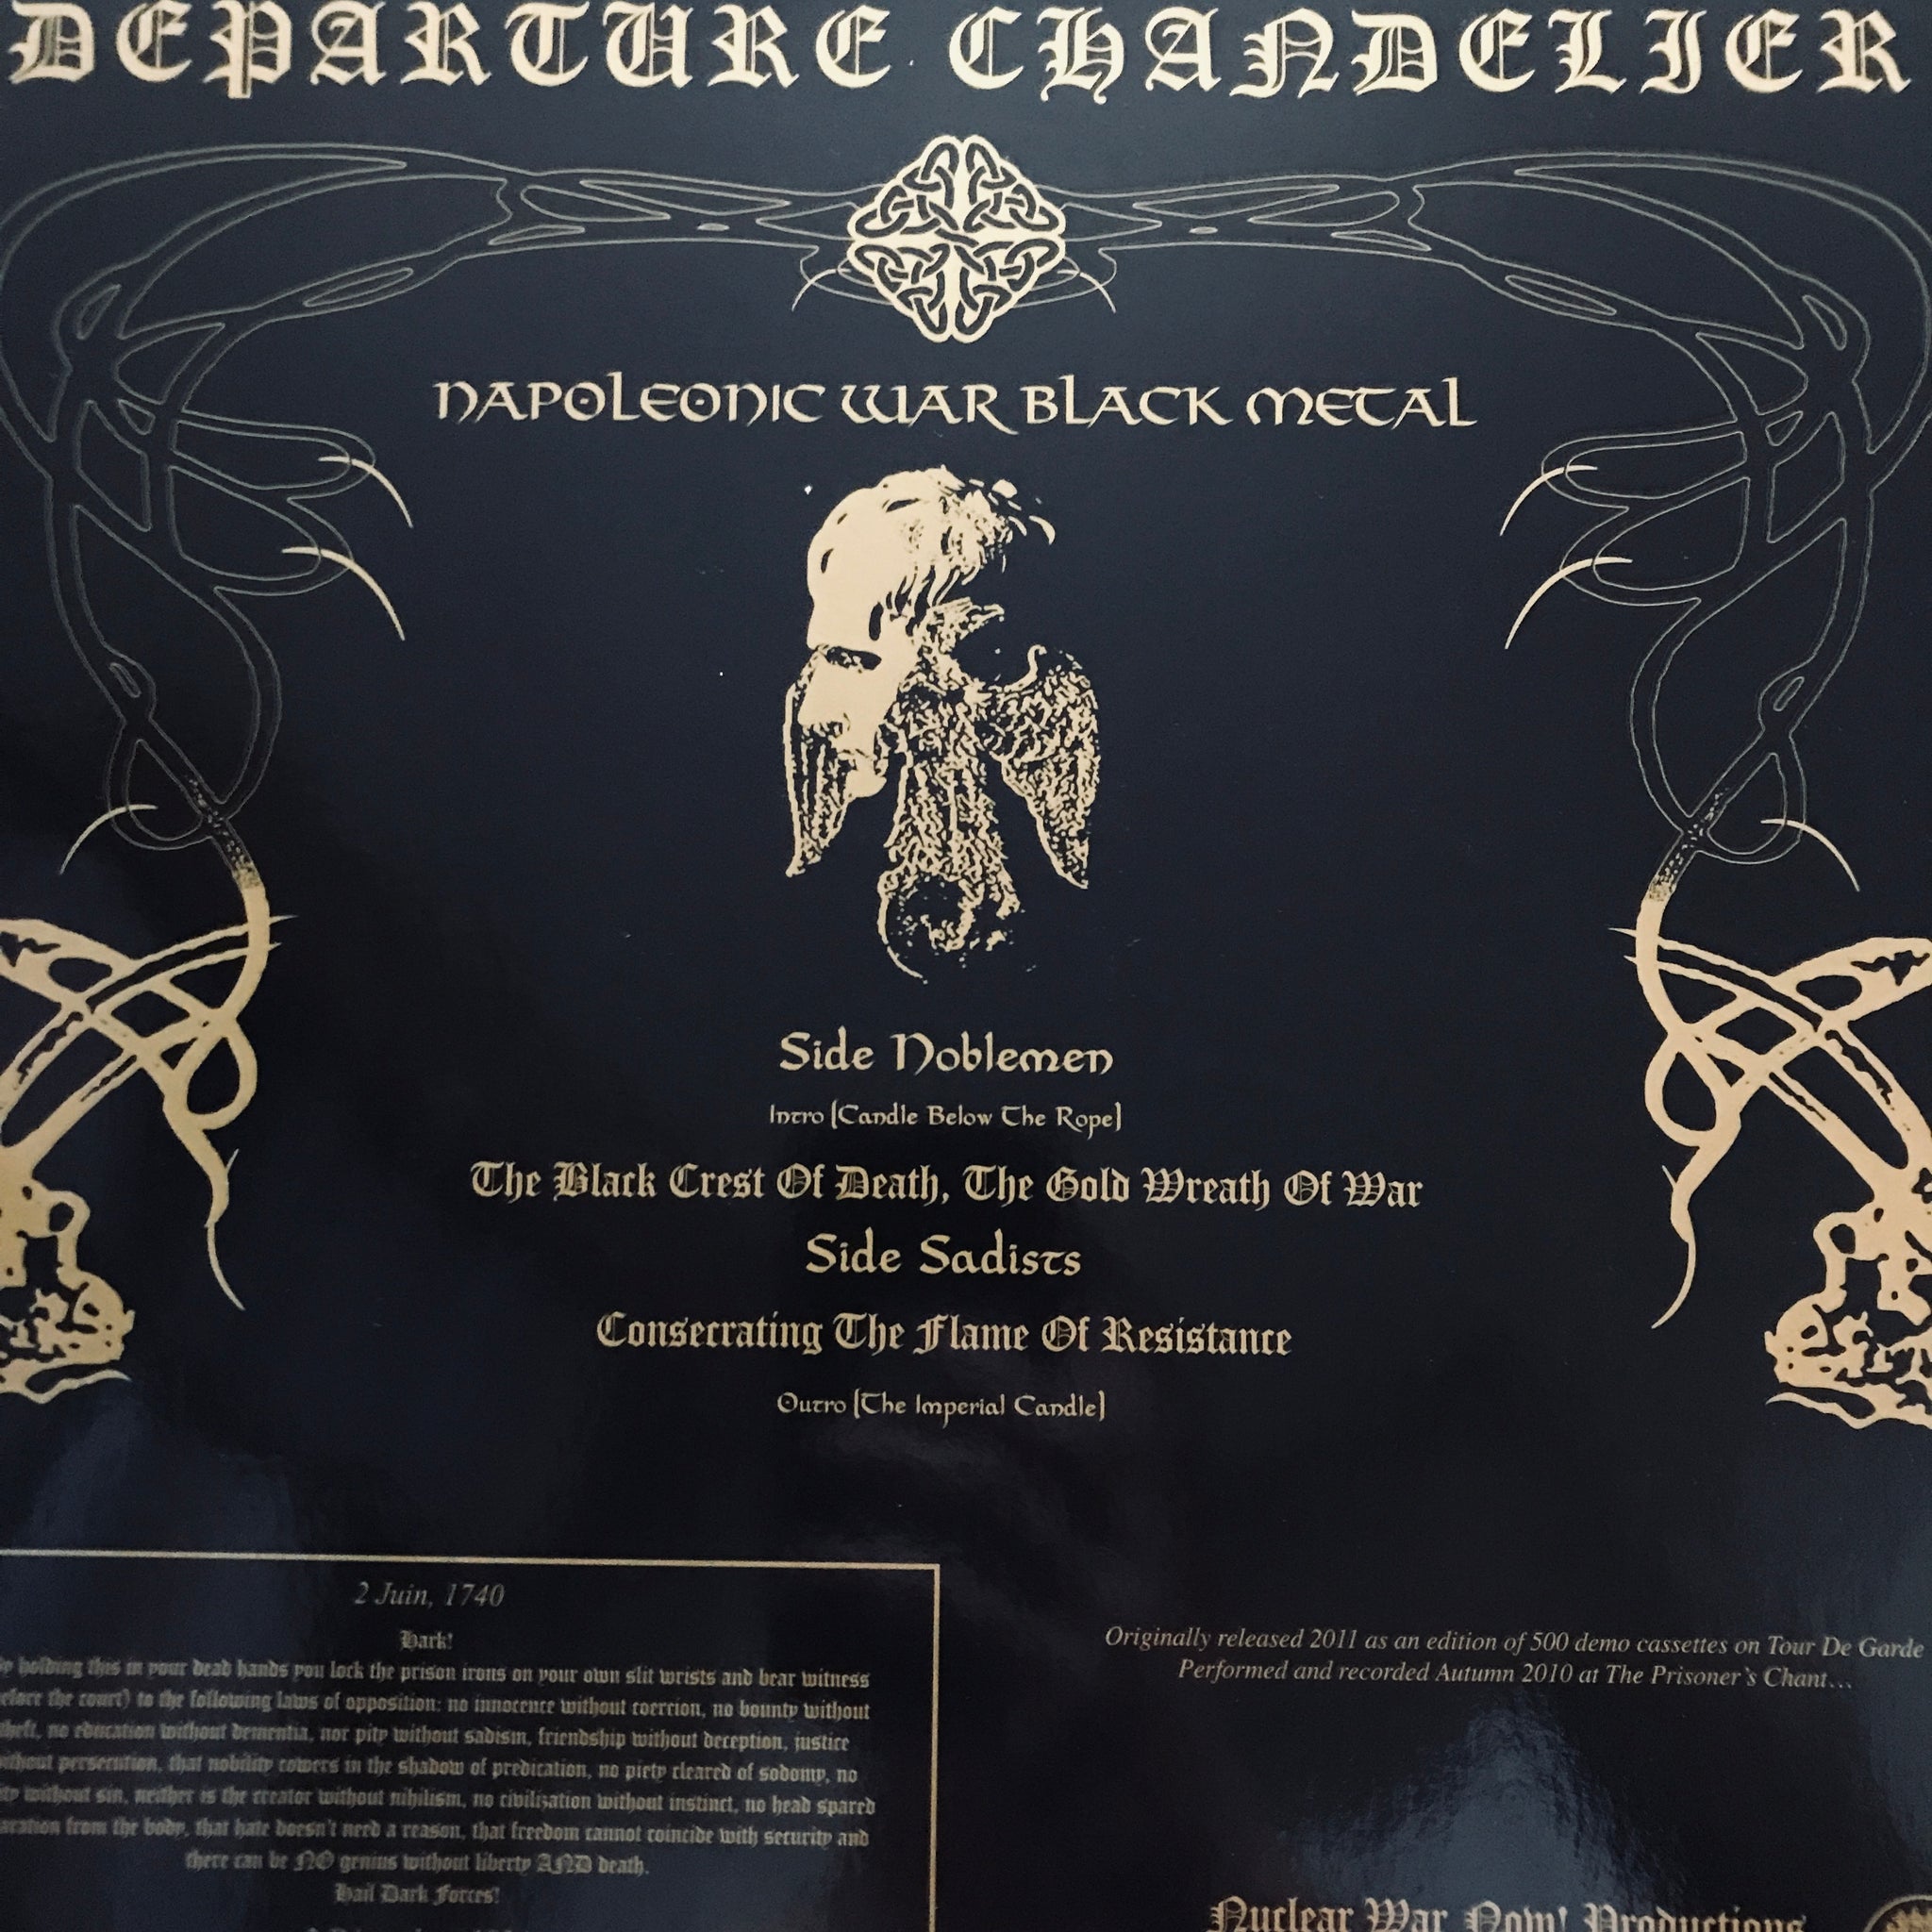 DEPARTURE CHANDELIER
NAPOLEONIC WAR BLACK METAL
Side Noblemen
Intro [Candle Below The Rope]
The Black Crest Of Death, The Gold Wreath Of War
Side Sadists
Consecrating The Flame Of Resistance
Outro [The Imperial Candle]
2 Juin, 1740
Hark!
holding this in your dead hands you lock the prison irons on your own slit wrists and bear witness
before the court) to the following laws of opposition: no innocence without coercion, no bounty without
theft, no education without dementia, nor pity without sadism, friendship without deception, justice
without persecution, that nobility cowers in the shadow of predication, no piety cleared of sodomy, no
without sin, neither is the creator without nihilism, no civilization without instinct, no head spared
from the body, that hate doesn't need a reason, that freedom cannot coincide with security and
there can be NO genius without liberty AND death.
Hail Dark Forces!
Originally released 2011 as an edition of 500 demo cassettes on Tour De Garde
Performed and recorded Autumn 2010 at The Prisoner's Chant...
Nuclear War Now! Productions